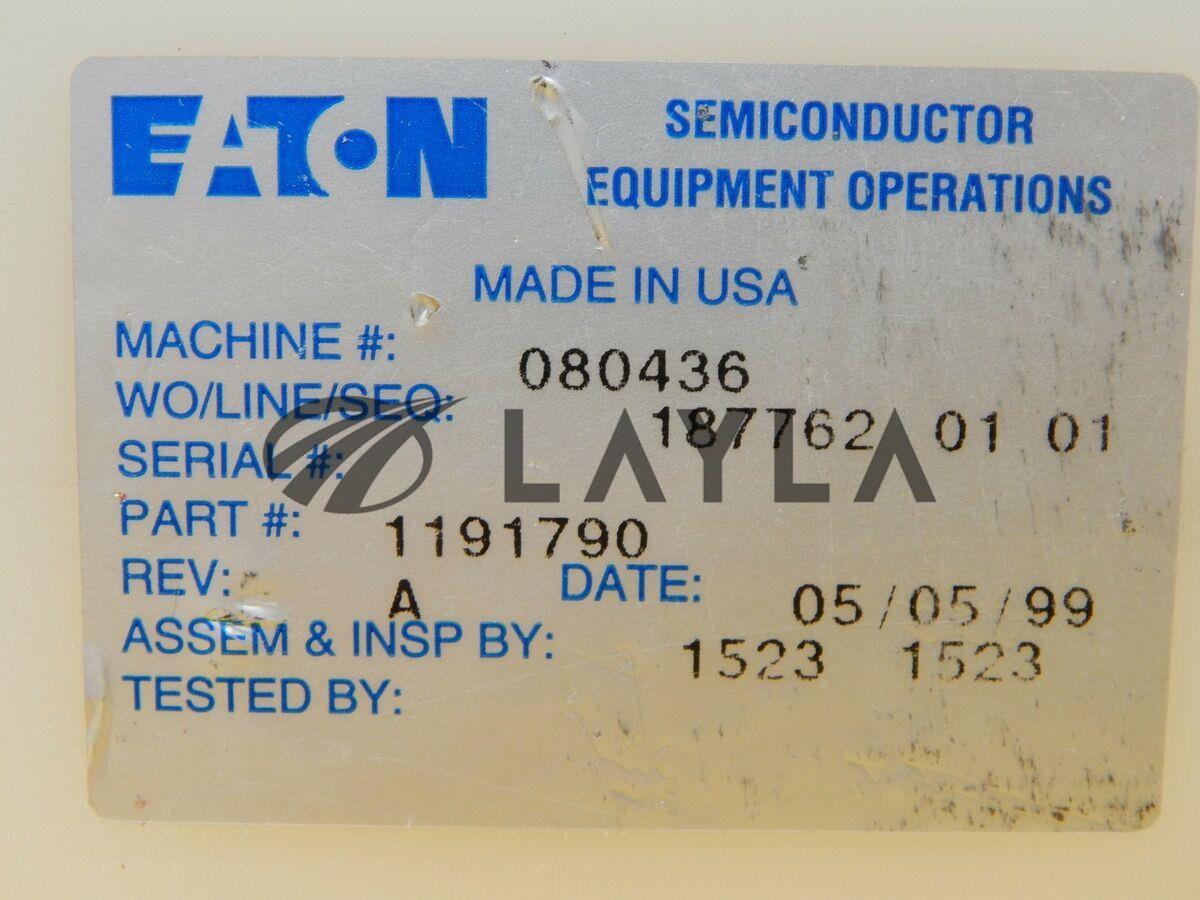 EATON
SEMICONDUCTOR
EQUIPMENT OPERATIONS
MADE IN USA
MACHINE #: 080436
WO/LINE/SEQ: 187762 01 01
SERIAL #:
LAYLA
PART #: 1191790
REV: A DATE: 05/05/99
ASSEM & INSP BY: 1523 1523
TESTED BY: